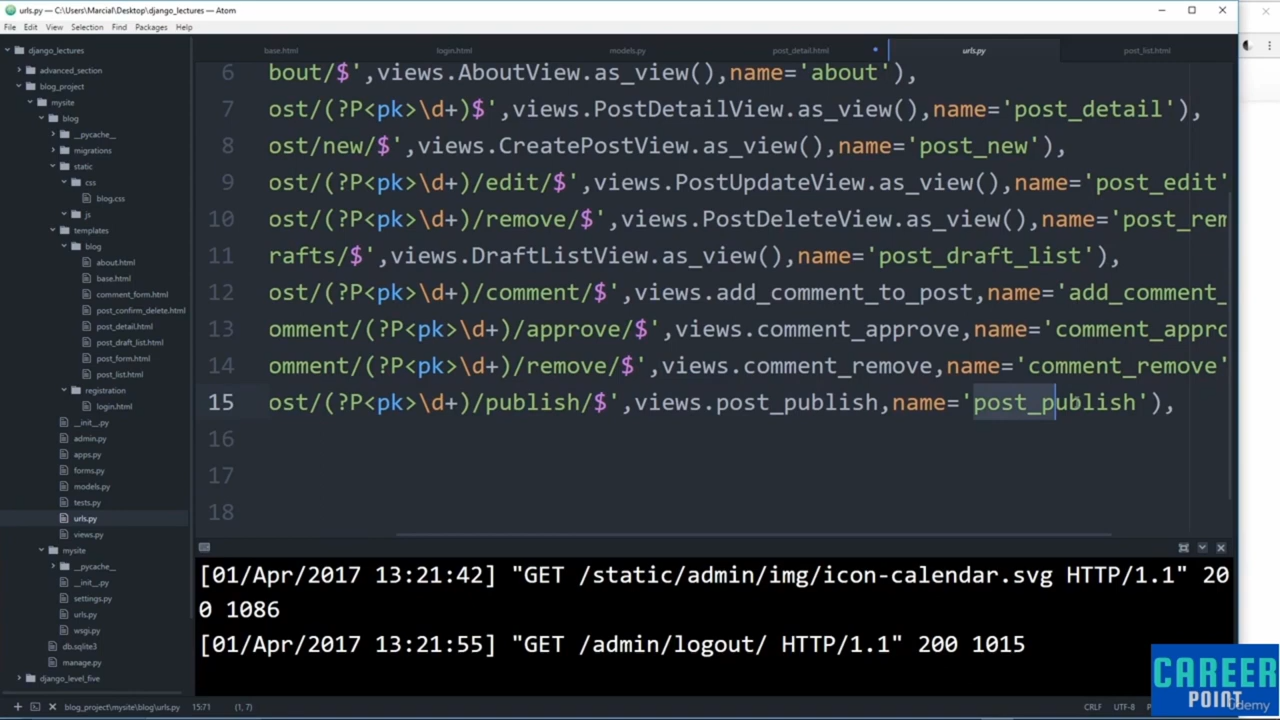 urls.py — C:\Users\Marcial\Desktop\django_lectures — Atom
File Edit View Selection Find Packages Help
django_lectures
advanced_section
blog_project
mysite
blog
__pycache__
migrations
static
css
blog.css
js
templates
blog
about.html
base.html
comment_form.html
post_confirm_delete.html
post_detail.html
post_draft_list.html
post_form.html
post_list.html
registration
login.html
__init__.py
admin.py
apps.py
forms.py
models.py
tests.py
urls.py
views.py
mysite
__pycache__
__init__.py
settings.py
urls.py
wsgi.py
db.sqlite3
manage.py
django_level_five
base.html login.html models.py post_detail.html urls.py post_list.html
6 bout/$',views.AboutView.as_view(),name='about'),
7 ost/(?P<pk>\d+)$',views.PostDetailView.as_view(),name='post_detail'),
8 ost/new/$',views.CreatePostView.as_view(),name='post_new'),
9 ost/(?P<pk>\d+)/edit/$',views.PostUpdateView.as_view(),name='post_edit'
10 ost/(?P<pk>\d+)/remove/$',views.PostDeleteView.as_view(),name='post_rem
11 rafts/$',views.DraftListView.as_view(),name='post_draft_list'),
12 ost/(?P<pk>\d+)/comment/$',views.add_comment_to_post,name='add_comment_
13 omment/(?P<pk>\d+)/approve/$',views.comment_approve,name='comment_appro
14 omment/(?P<pk>\d+)/remove/$',views.comment_remove,name='comment_remove'
15 ost/(?P<pk>\d+)/publish/$',views.post_publish,name='post_publish'),
16
17
18
[01/Apr/2017 13:21:42] "GET /static/admin/img/icon-calendar.svg HTTP/1.1" 20
0 1086
[01/Apr/2017 13:21:55] "GET /admin/logout/ HTTP/1.1" 200 1015
blog_project\mysite\blog\urls.py 15:71 (1, 7) CRLF UTF-8
CAREER
POINT
Udemy